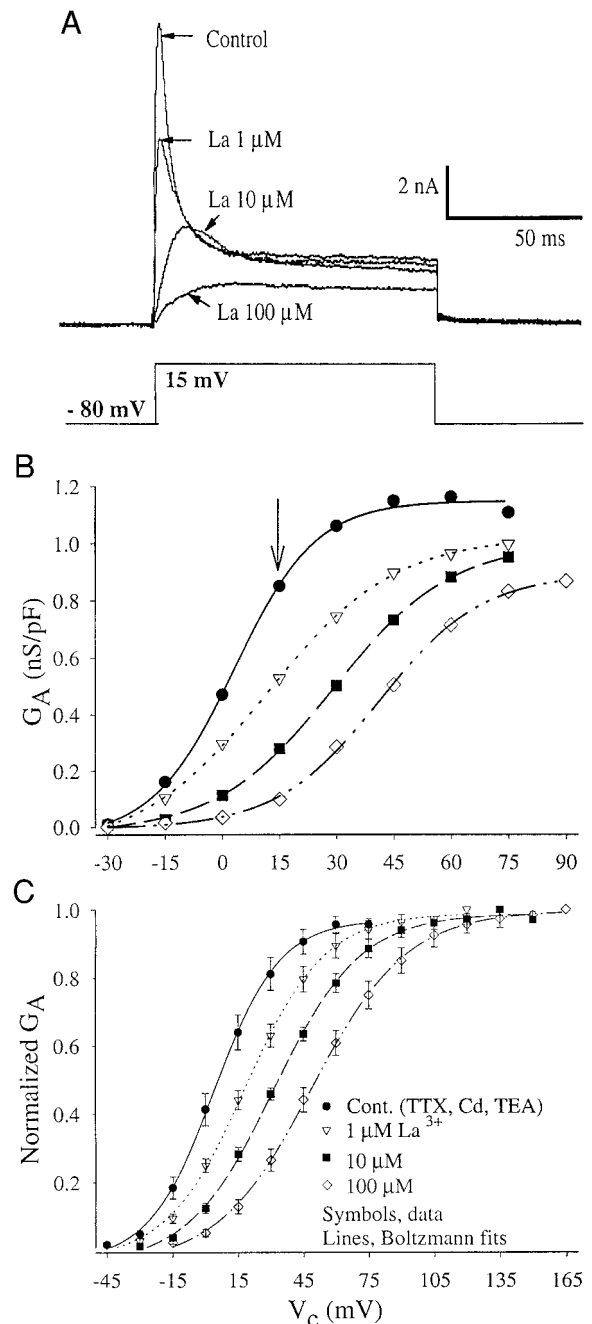 A
Control
La 1 μM
La 10 μM
2 nA
50 ms
La 100 μM
15 mV
- 80 mV
B
1.2
1.0
0.8
0.6
0.4
0.2
0.0
G_A (nS/pF)
-30 -15 0 15 30 45 60 75 90
C
1.0
0.8
0.6
0.4
0.2
Normalized G_A
Cont. (TTX, Cd, TEA)
1 μM La³⁺
10 μM
100 μM
Symbols, data
Lines, Boltzmann fits
-45 -15 15 45 75 105 135 165
V_c (mV)